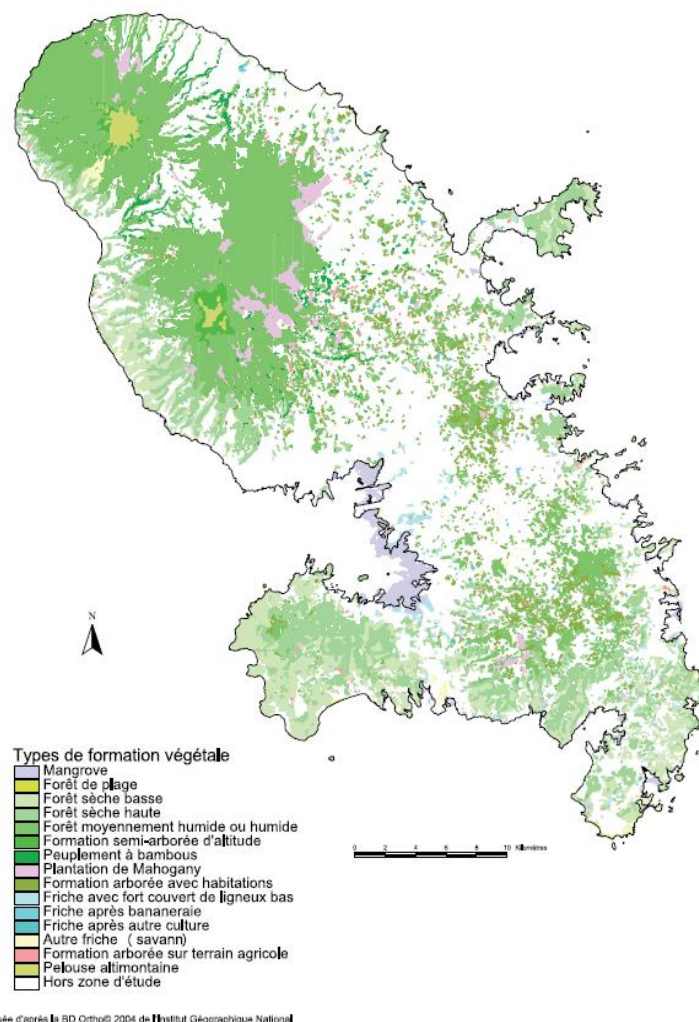 N
Types de formation végétale
Mangrove
Forêt de plage
Forêt sèche basse
Forêt sèche haute
Forêt moyennement humide ou humide
Formation semi-arborée d'altitude
Peuplement à bambous
Plantation de Mahogany
Formation arborée avec habitations
Friche avec fort couvert de ligneux bas
Friche après bananeraie
Friche après autre culture
Autre friche ( savann)
Formation arborée sur terrain agricole
Pelouse altimontaine
Hors zone d'étude
0 2 4 6 8 10 Kilomètres
d'après la BD Ortho© 2004 de l'Institut Géographique National